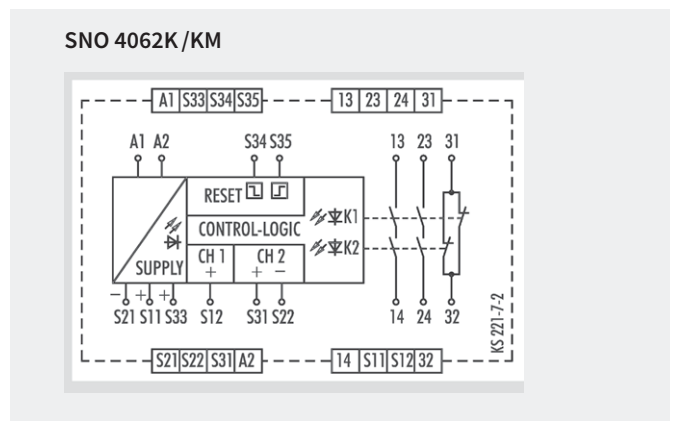 SNO 4062K/KM
A1 S33 S34 S35 13 23 24 31
A1 A2 S34 S35 13 23 31
RESET
K1
CONTROL-LOGIC
K2
CH 1 CH 2
SUPPLY + + −
− + +
S21 S11 S33 S12 S31 S22 14 24 32
KS 221-7-2
S21 S22 S31 A2 14 S11 S12 32